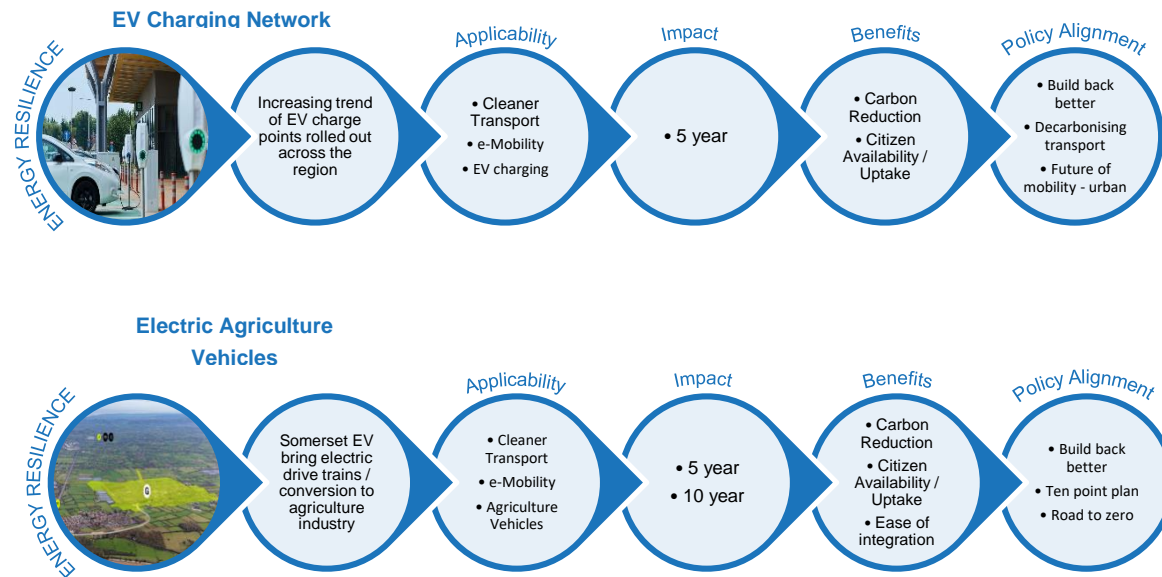 EV Charging Network
ENERGY RESILIENCE
Increasing trend
of EV charge
points rolled out
across the
region
Applicability
• Cleaner
Transport
• e-Mobility
• EV charging
Impact
• 5 year
Benefits
• Carbon
Reduction
• Citizen
Availability /
Uptake
Policy Alignment
• Build back
better
• Decarbonising
transport
• Future of
mobility - urban
Electric Agriculture
Vehicles
ENERGY RESILIENCE
G
Somerset EV
bring electric
drive trains /
conversion to
agriculture
industry
Applicability
• Cleaner
Transport
• e-Mobility
• Agriculture
Vehicles
Impact
• 5 year
• 10 year
Benefits
• Carbon
Reduction
• Citizen
Availability /
Uptake
• Ease of
integration
Policy Alignment
• Build back
better
• Ten point plan
• Road to zero